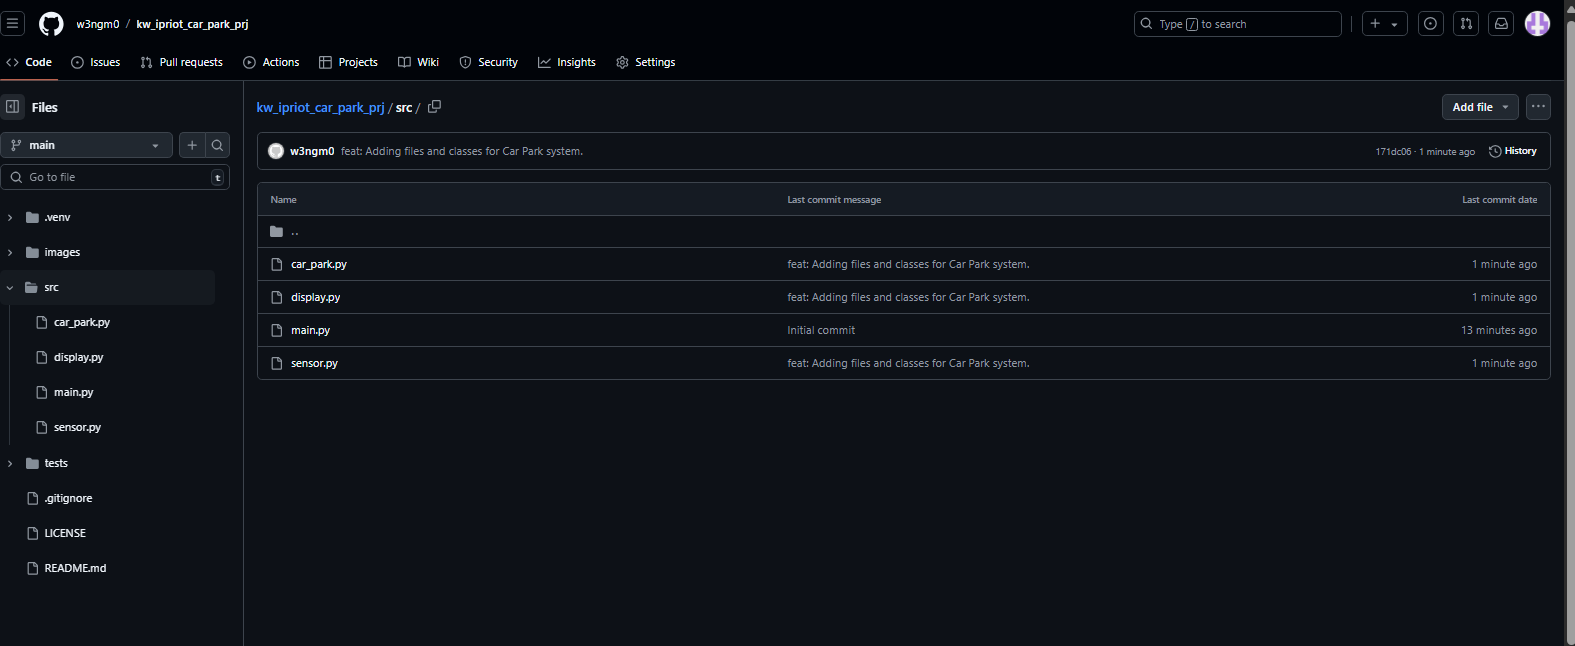 w3ngm0 / kw_ipriot_car_park_prj
Type / to search
Code Issues Pull requests Actions Projects Wiki Security Insights Settings
Files
main
Go to file t
.venv
images
src
car_park.py
display.py
main.py
sensor.py
tests
.gitignore
LICENSE
README.md
kw_ipriot_car_park_prj / src /
Add file
w3ngm0 feat: Adding files and classes for Car Park system. 171dc06 · 1 minute ago History
Name Last commit message Last commit date
..
car_park.py feat: Adding files and classes for Car Park system. 1 minute ago
display.py feat: Adding files and classes for Car Park system. 1 minute ago
main.py Initial commit 13 minutes ago
sensor.py feat: Adding files and classes for Car Park system. 1 minute ago